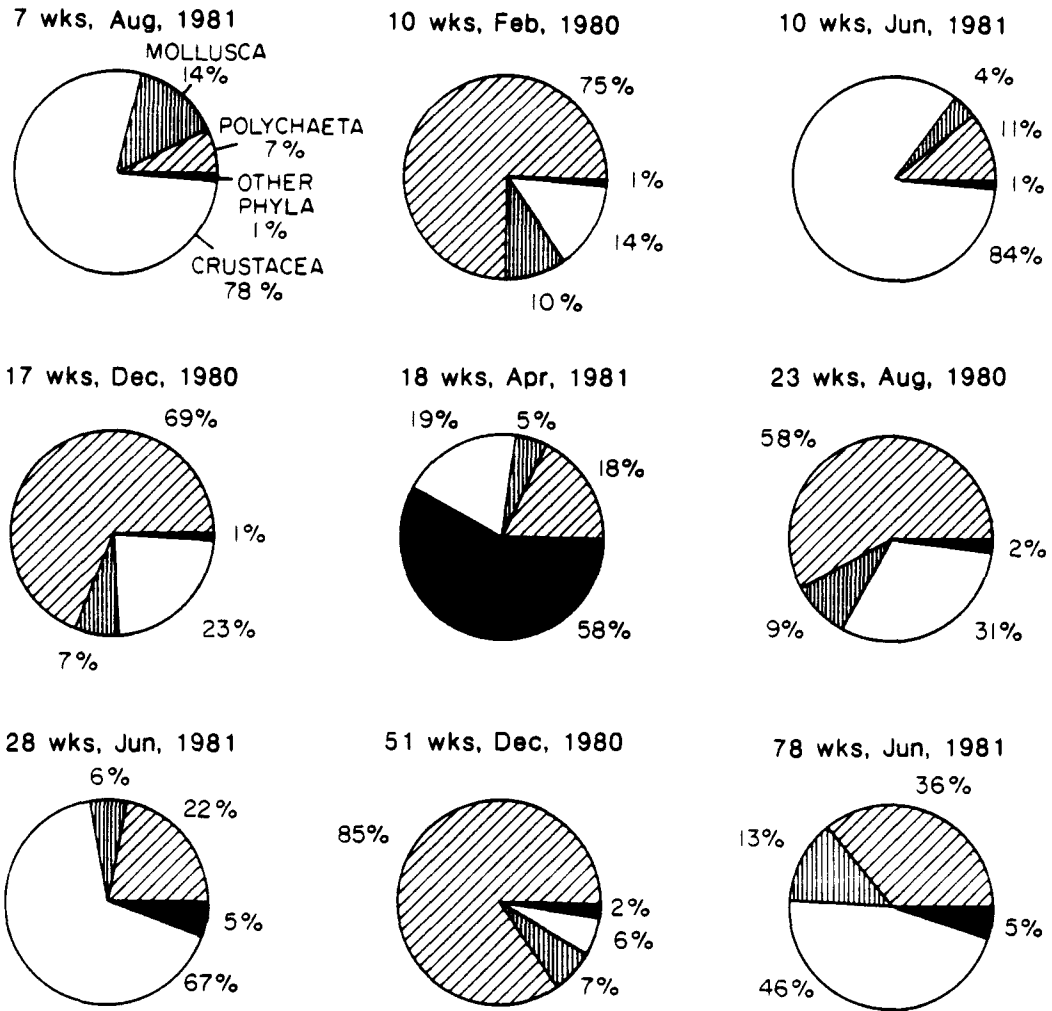 7 wks, Aug, 1981
MOLLUSCA
14%
POLYCHAETA
7%
OTHER
PHYLA
1%
CRUSTACEA
78%
10 wks, Feb, 1980
75%
1%
14%
10%
10 wks, Jun, 1981
4%
11%
1%
84%
17 wks, Dec, 1980
69%
1%
23%
7%
18 wks, Apr, 1981
19%
5%
18%
58%
23 wks, Aug, 1980
58%
2%
9%
31%
28 wks, Jun, 1981
6%
22%
5%
67%
51 wks, Dec, 1980
85%
2%
6%
7%
78 wks, Jun, 1981
36%
13%
5%
46%